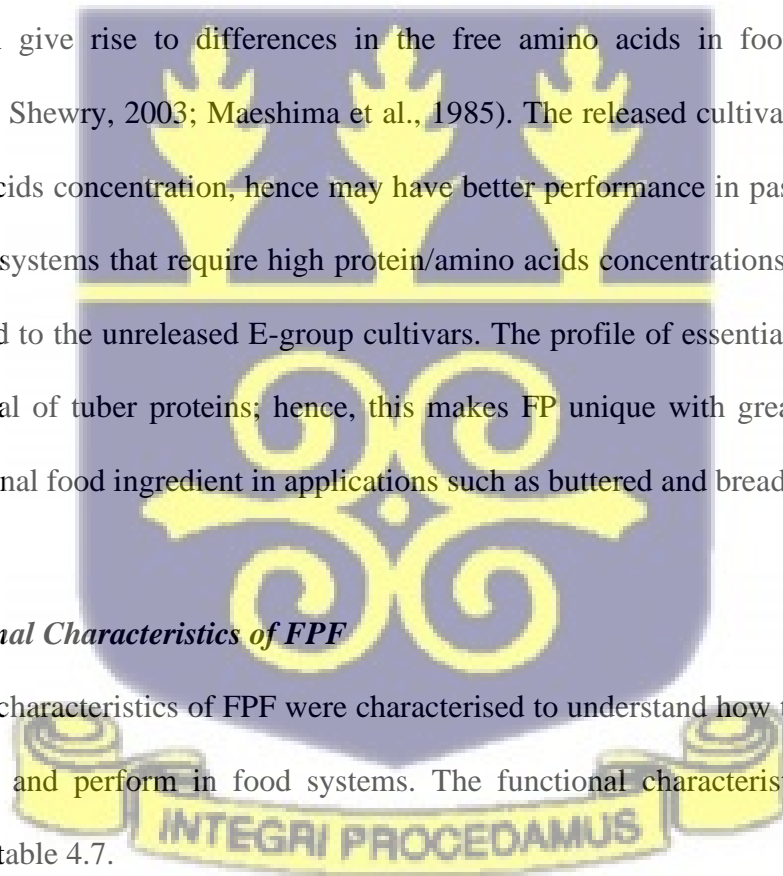 give rise to differences in the free amino acids in foo
Shewry, 2003; Maeshima et al., 1985). The released cultiva
cids concentration, hence may have better performance in pas
systems that require high protein/amino acids concentrations
d to the unreleased E-group cultivars. The profile of essentia
al of tuber proteins; hence, this makes FP unique with grea
nal food ingredient in applications such as buttered and bread
nal Characteristics of FPF
characteristics of FPF were characterised to understand how
and perform in food systems. The functional characterist
table 4.7.
INTEGRI PROCEDAMUS